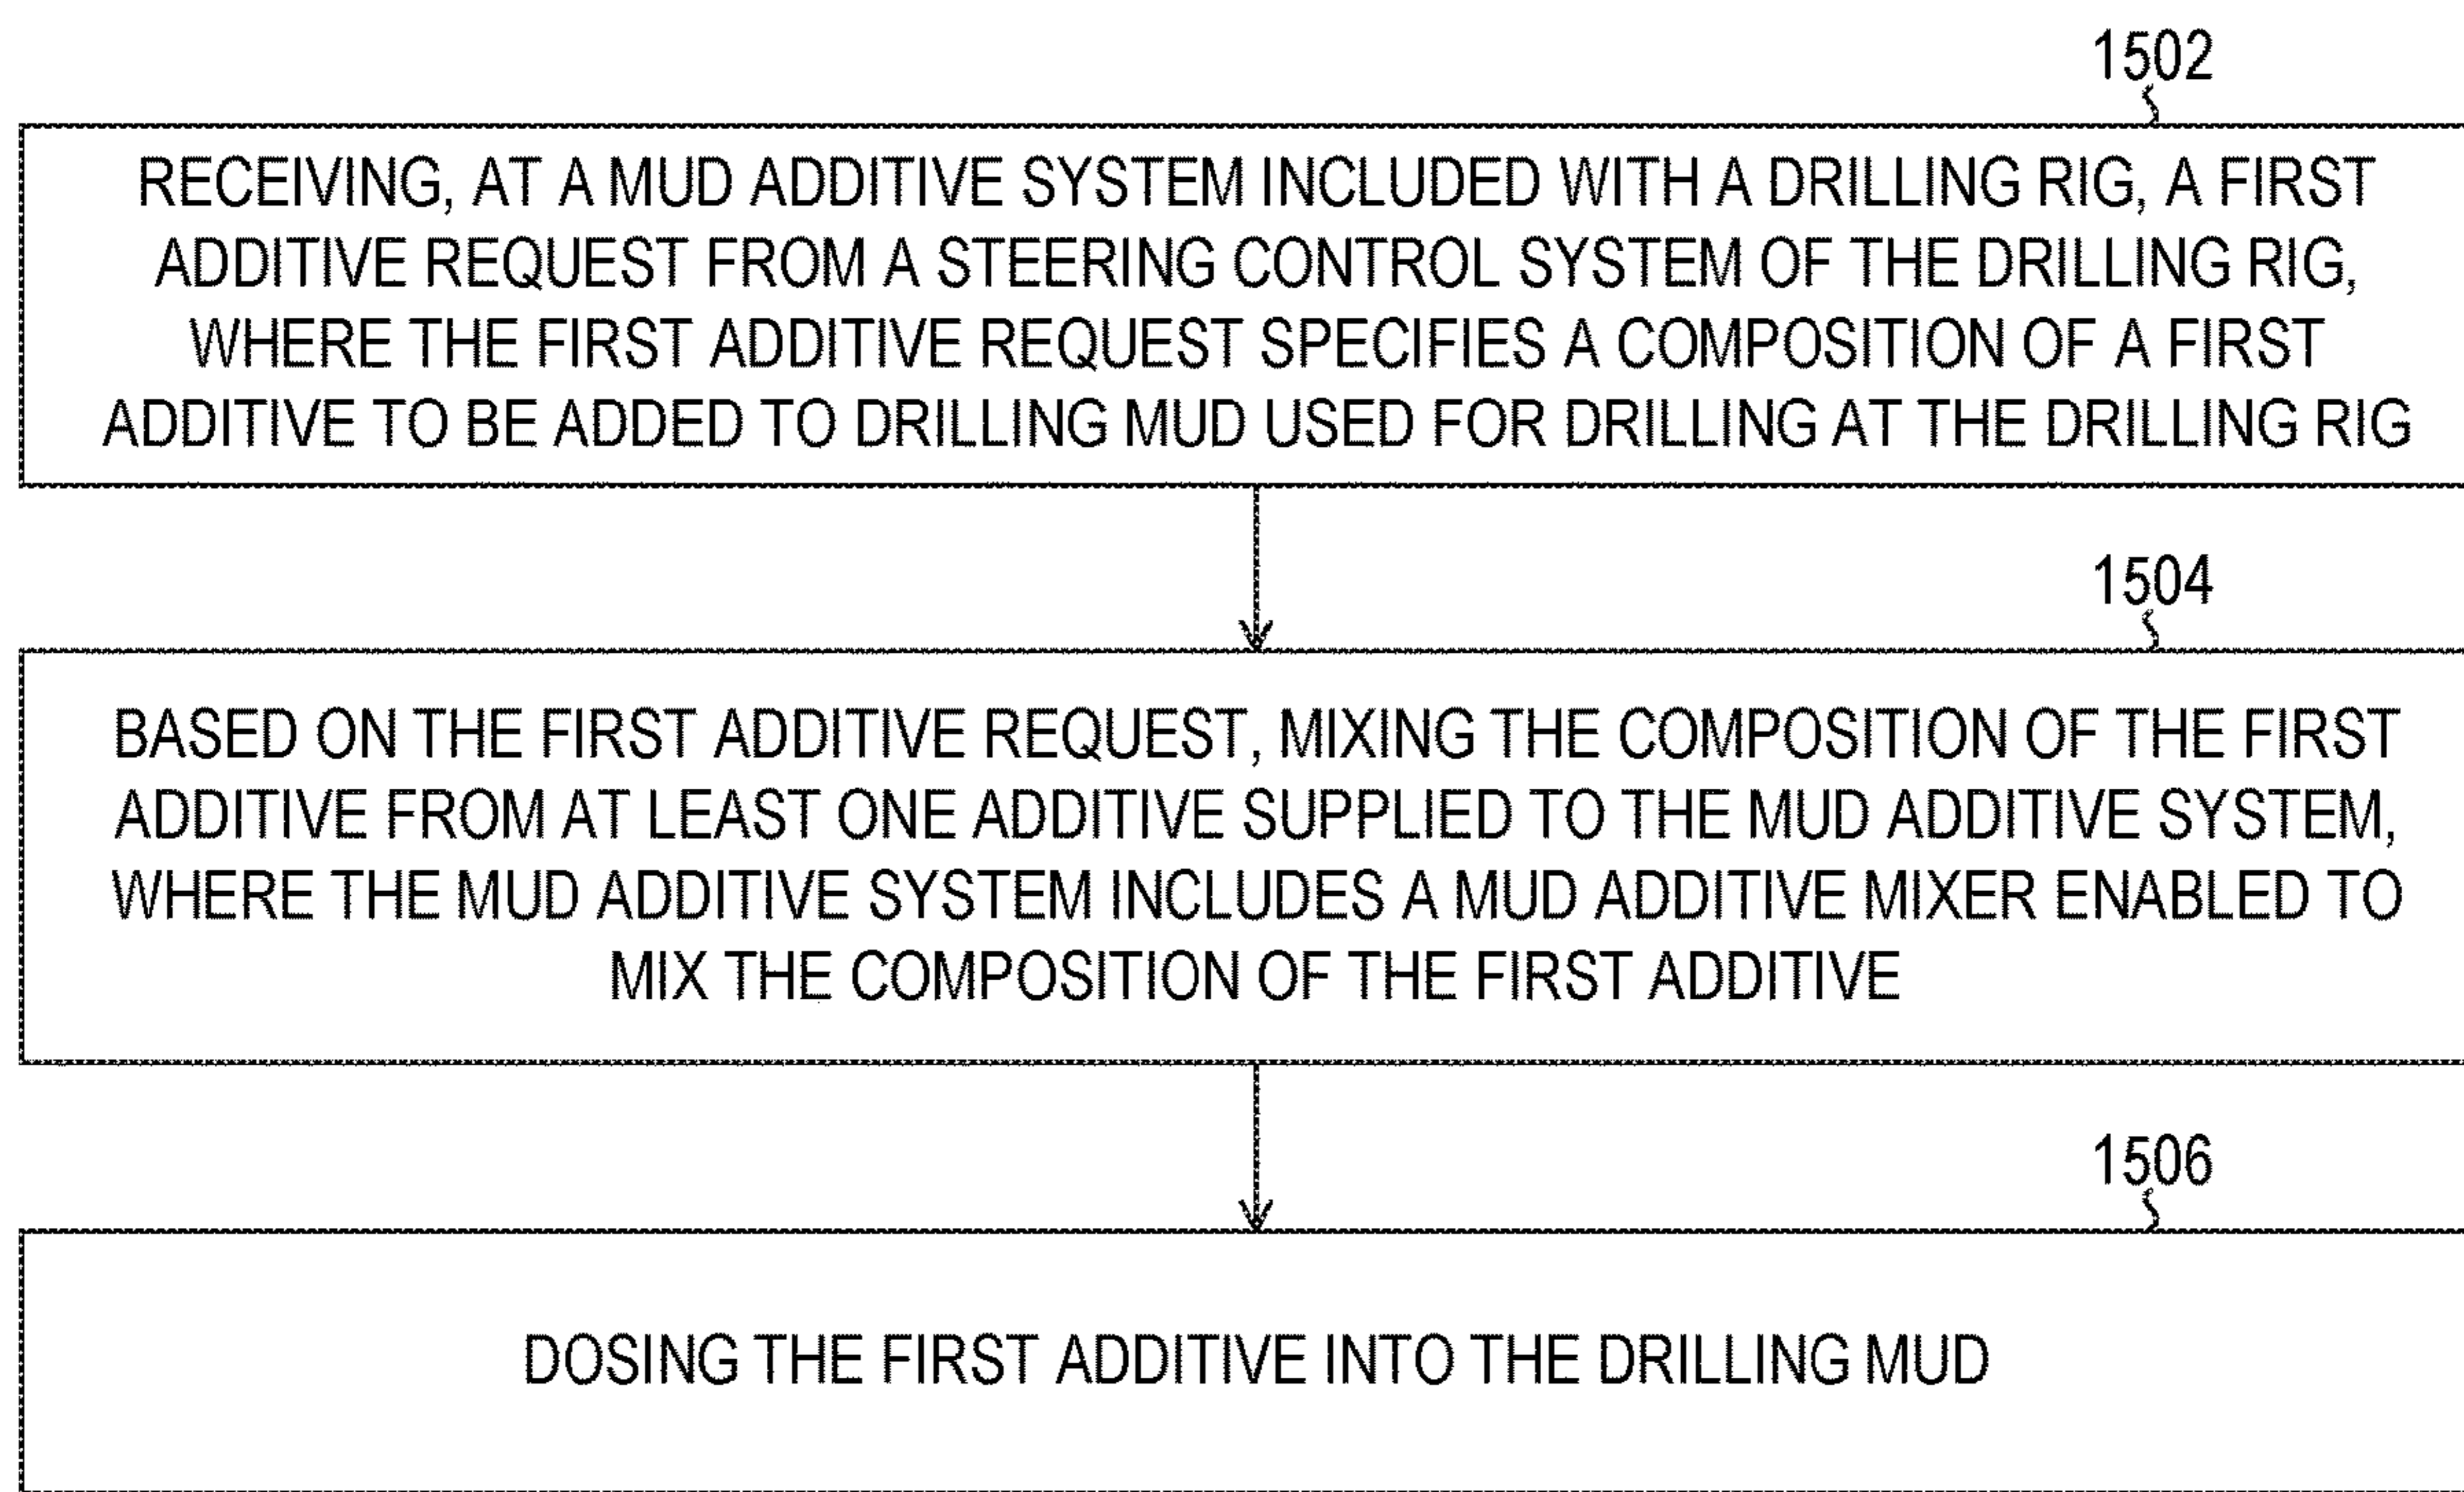 1502
RECEIVING, AT A MUD ADDITIVE SYSTEM INCLUDED WITH A DRILLING RIG, A FIRST
ADDITIVE REQUEST FROM A STEERING CONTROL SYSTEM OF THE DRILLING RIG,
WHERE THE FIRST ADDITIVE REQUEST SPECIFIES A COMPOSITION OF A FIRST
ADDITIVE TO BE ADDED TO DRILLING MUD USED FOR DRILLING AT THE DRILLING RIG
1504
BASED ON THE FIRST ADDITIVE REQUEST, MIXING THE COMPOSITION OF THE FIRST
ADDITIVE FROM AT LEAST ONE ADDITIVE SUPPLIED TO THE MUD ADDITIVE SYSTEM,
WHERE THE MUD ADDITIVE SYSTEM INCLUDES A MUD ADDITIVE MIXER ENABLED TO
MIX THE COMPOSITION OF THE FIRST ADDITIVE
1506
DOSING THE FIRST ADDITIVE INTO THE DRILLING MUD